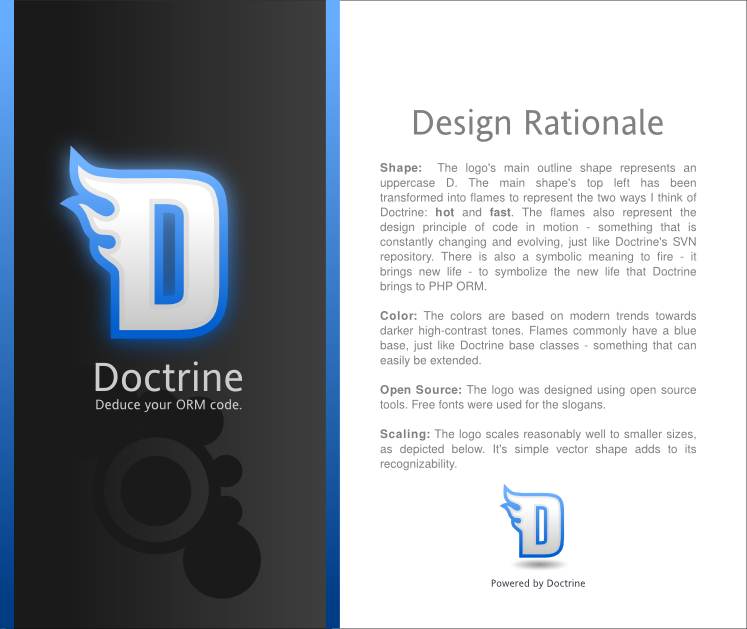 D
Doctrine
Deduce your ORM code.
Design Rationale
Shape: The logo's main outline shape represents an
uppercase D. The main shape's top left has been
transformed into flames to represent the two ways I think of
Doctrine: hot and fast. The flames also represent the
design principle of code in motion - something that is
constantly changing and evolving, just like Doctrine's SVN
repository. There is also a symbolic meaning to fire - it
brings new life - to symbolize the new life that Doctrine
brings to PHP ORM.
Color: The colors are based on modern trends towards
darker high-contrast tones. Flames commonly have a blue
base, just like Doctrine base classes - something that can
easily be extended.
Open Source: The logo was designed using open source
tools. Free fonts were used for the slogans.
Scaling: The logo scales reasonably well to smaller sizes,
as depicted below. It's simple vector shape adds to its
recognizability.
D
Powered by Doctrine